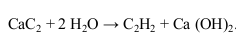 CaC₂ + 2 H₂O → C₂H₂ + Ca (OH)₂.